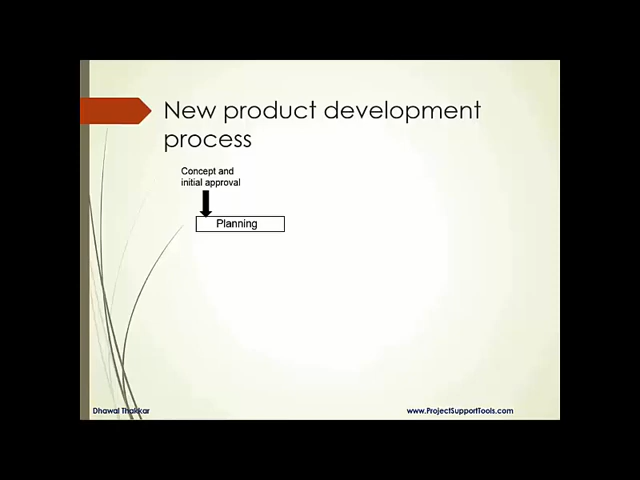 New product development
process
Concept and
initial approval
Planning
Dhawal Thakkar
www.ProjectSupportTools.com